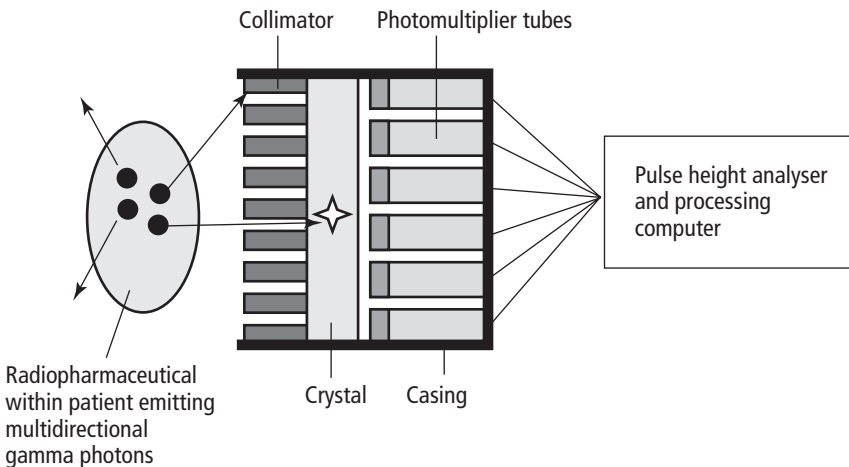 Collimator
Photomultiplier tubes
Pulse height analyser
and processing
computer
Radiopharmaceutical
within patient emitting
multidirectional
gamma photons
Crystal
Casing